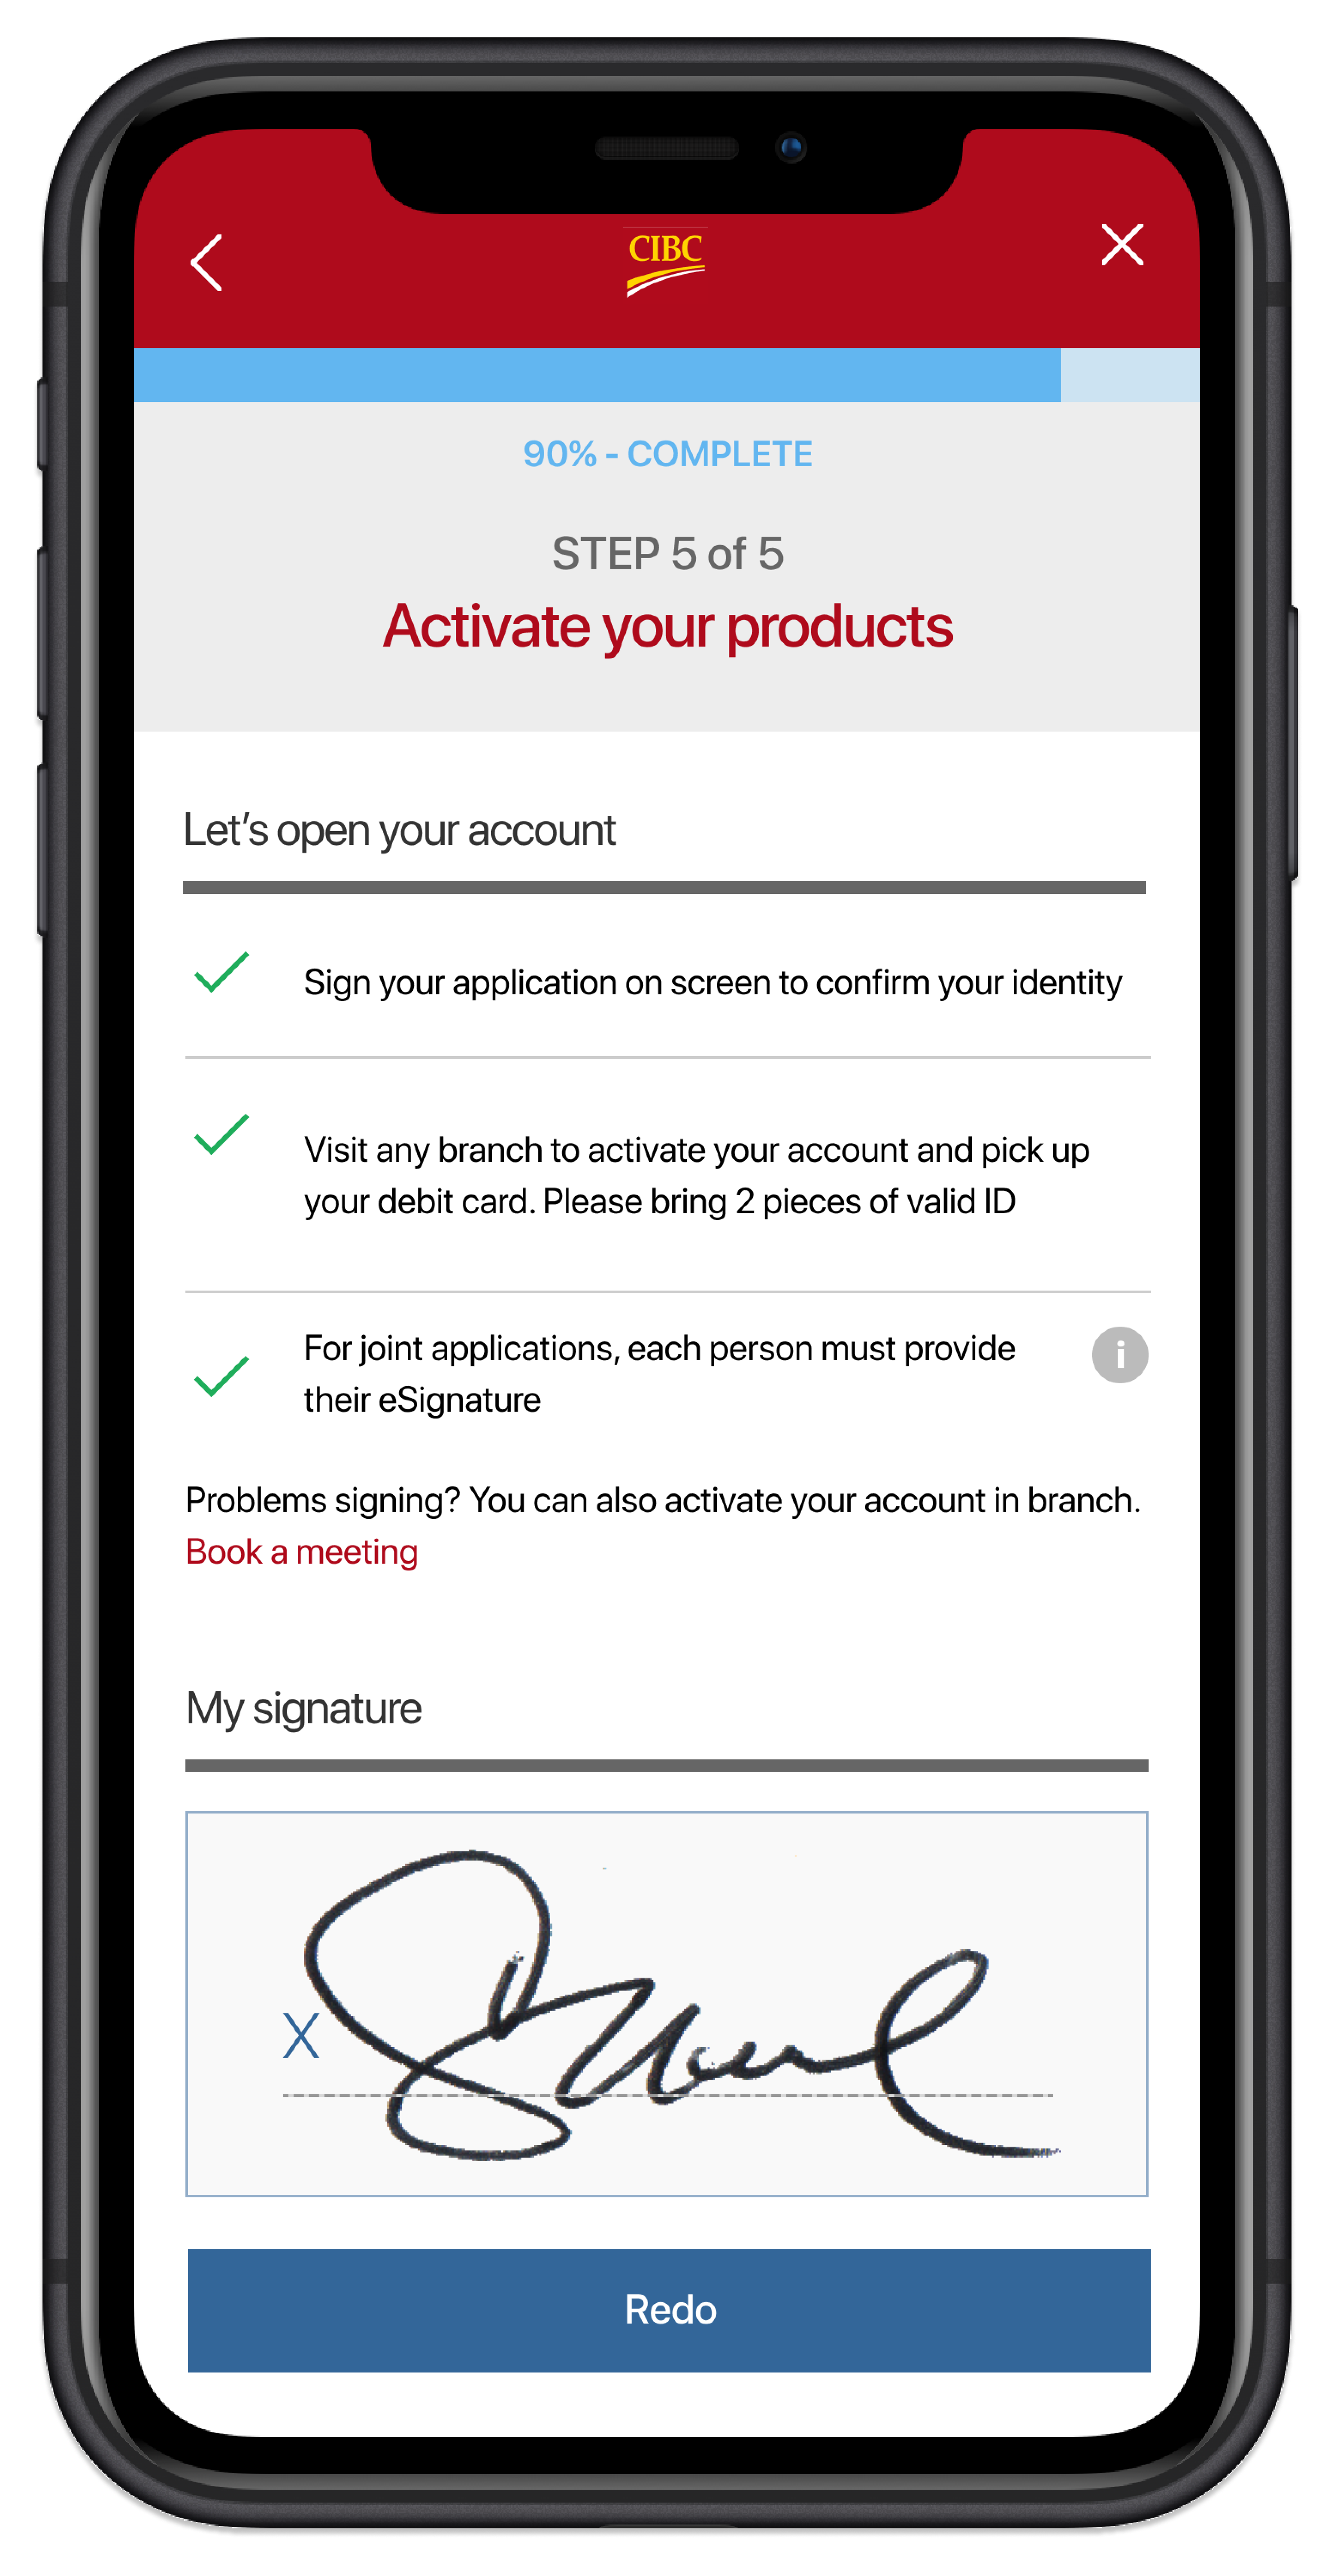 CIBC
90% - COMPLETE
STEP 5 of 5
Activate your products
Let’s open your account
Sign your application on screen to confirm your identity
Visit any branch to activate your account and pick up
your debit card. Please bring 2 pieces of valid ID
For joint applications, each person must provide
their eSignature
i
Problems signing? You can also activate your account in branch.
Book a meeting
My signature
X
Redo